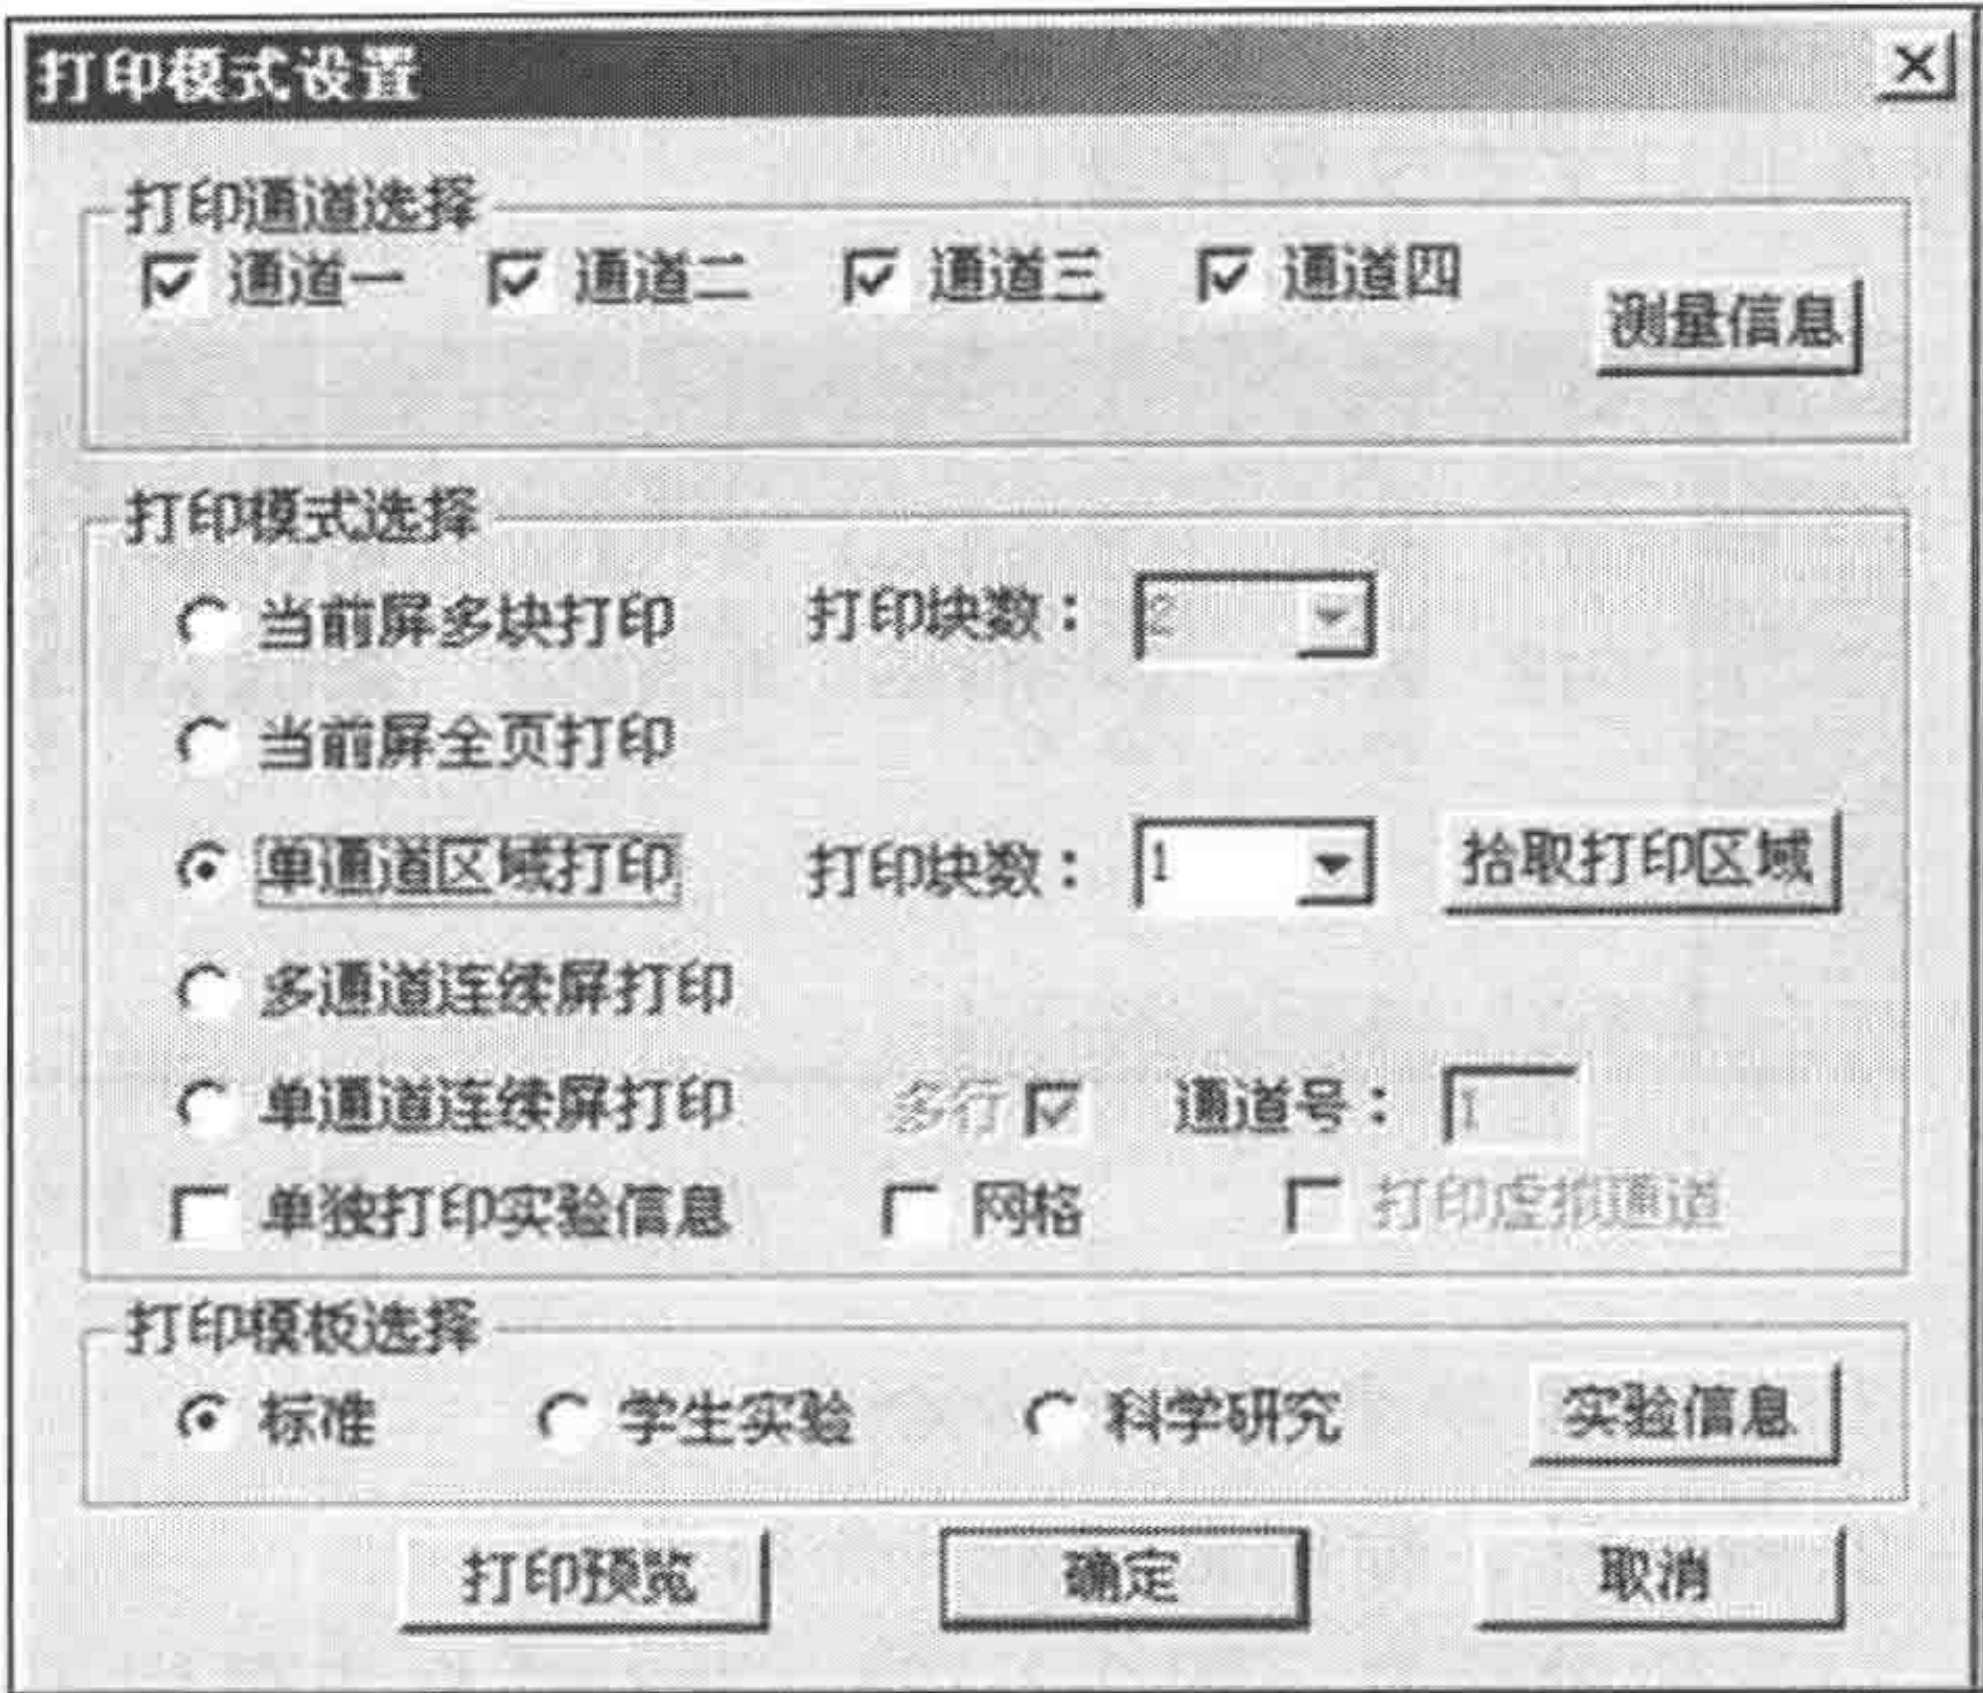 打印模式设置
打印通道选择
通道一 通道二 通道三 通道四
测量信息
打印模式选择
当前屏多块打印 打印块数： 2
当前屏全页打印
单通道区域打印 打印块数： 1 拾取打印区域
多通道连续屏打印
单通道连续屏打印 多行 通道号： 1
单独打印实验信息 网格 打印虚拟通道
打印模板选择
标准 学生实验 科学研究 实验信息
打印预览 确定 取消